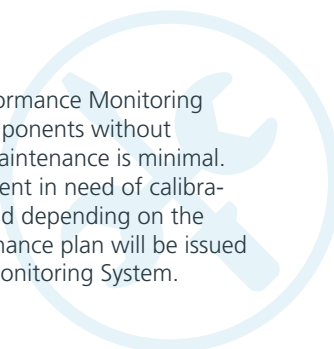 ormance Monitoring
ponents without
aintenance is minimal.
ent in need of calibra-
d depending on the
nance plan will be issued
onitoring System.